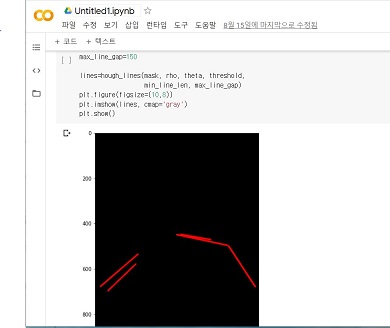 Untitled1.ipynb
파일 수정 보기 삽입 런타임 도구 도움말 8월 15일에 마지막으로 수정됨
+ 코드 + 텍스트
[ ] max_line_gap=150
lines=hough_lines(mask, rho, theta, threshold,
min_line_len, max_line_gap)
plt.figure(figsize=(10,8))
plt.imshow(lines, cmap='gray')
plt.show()
0
200
400
600
800